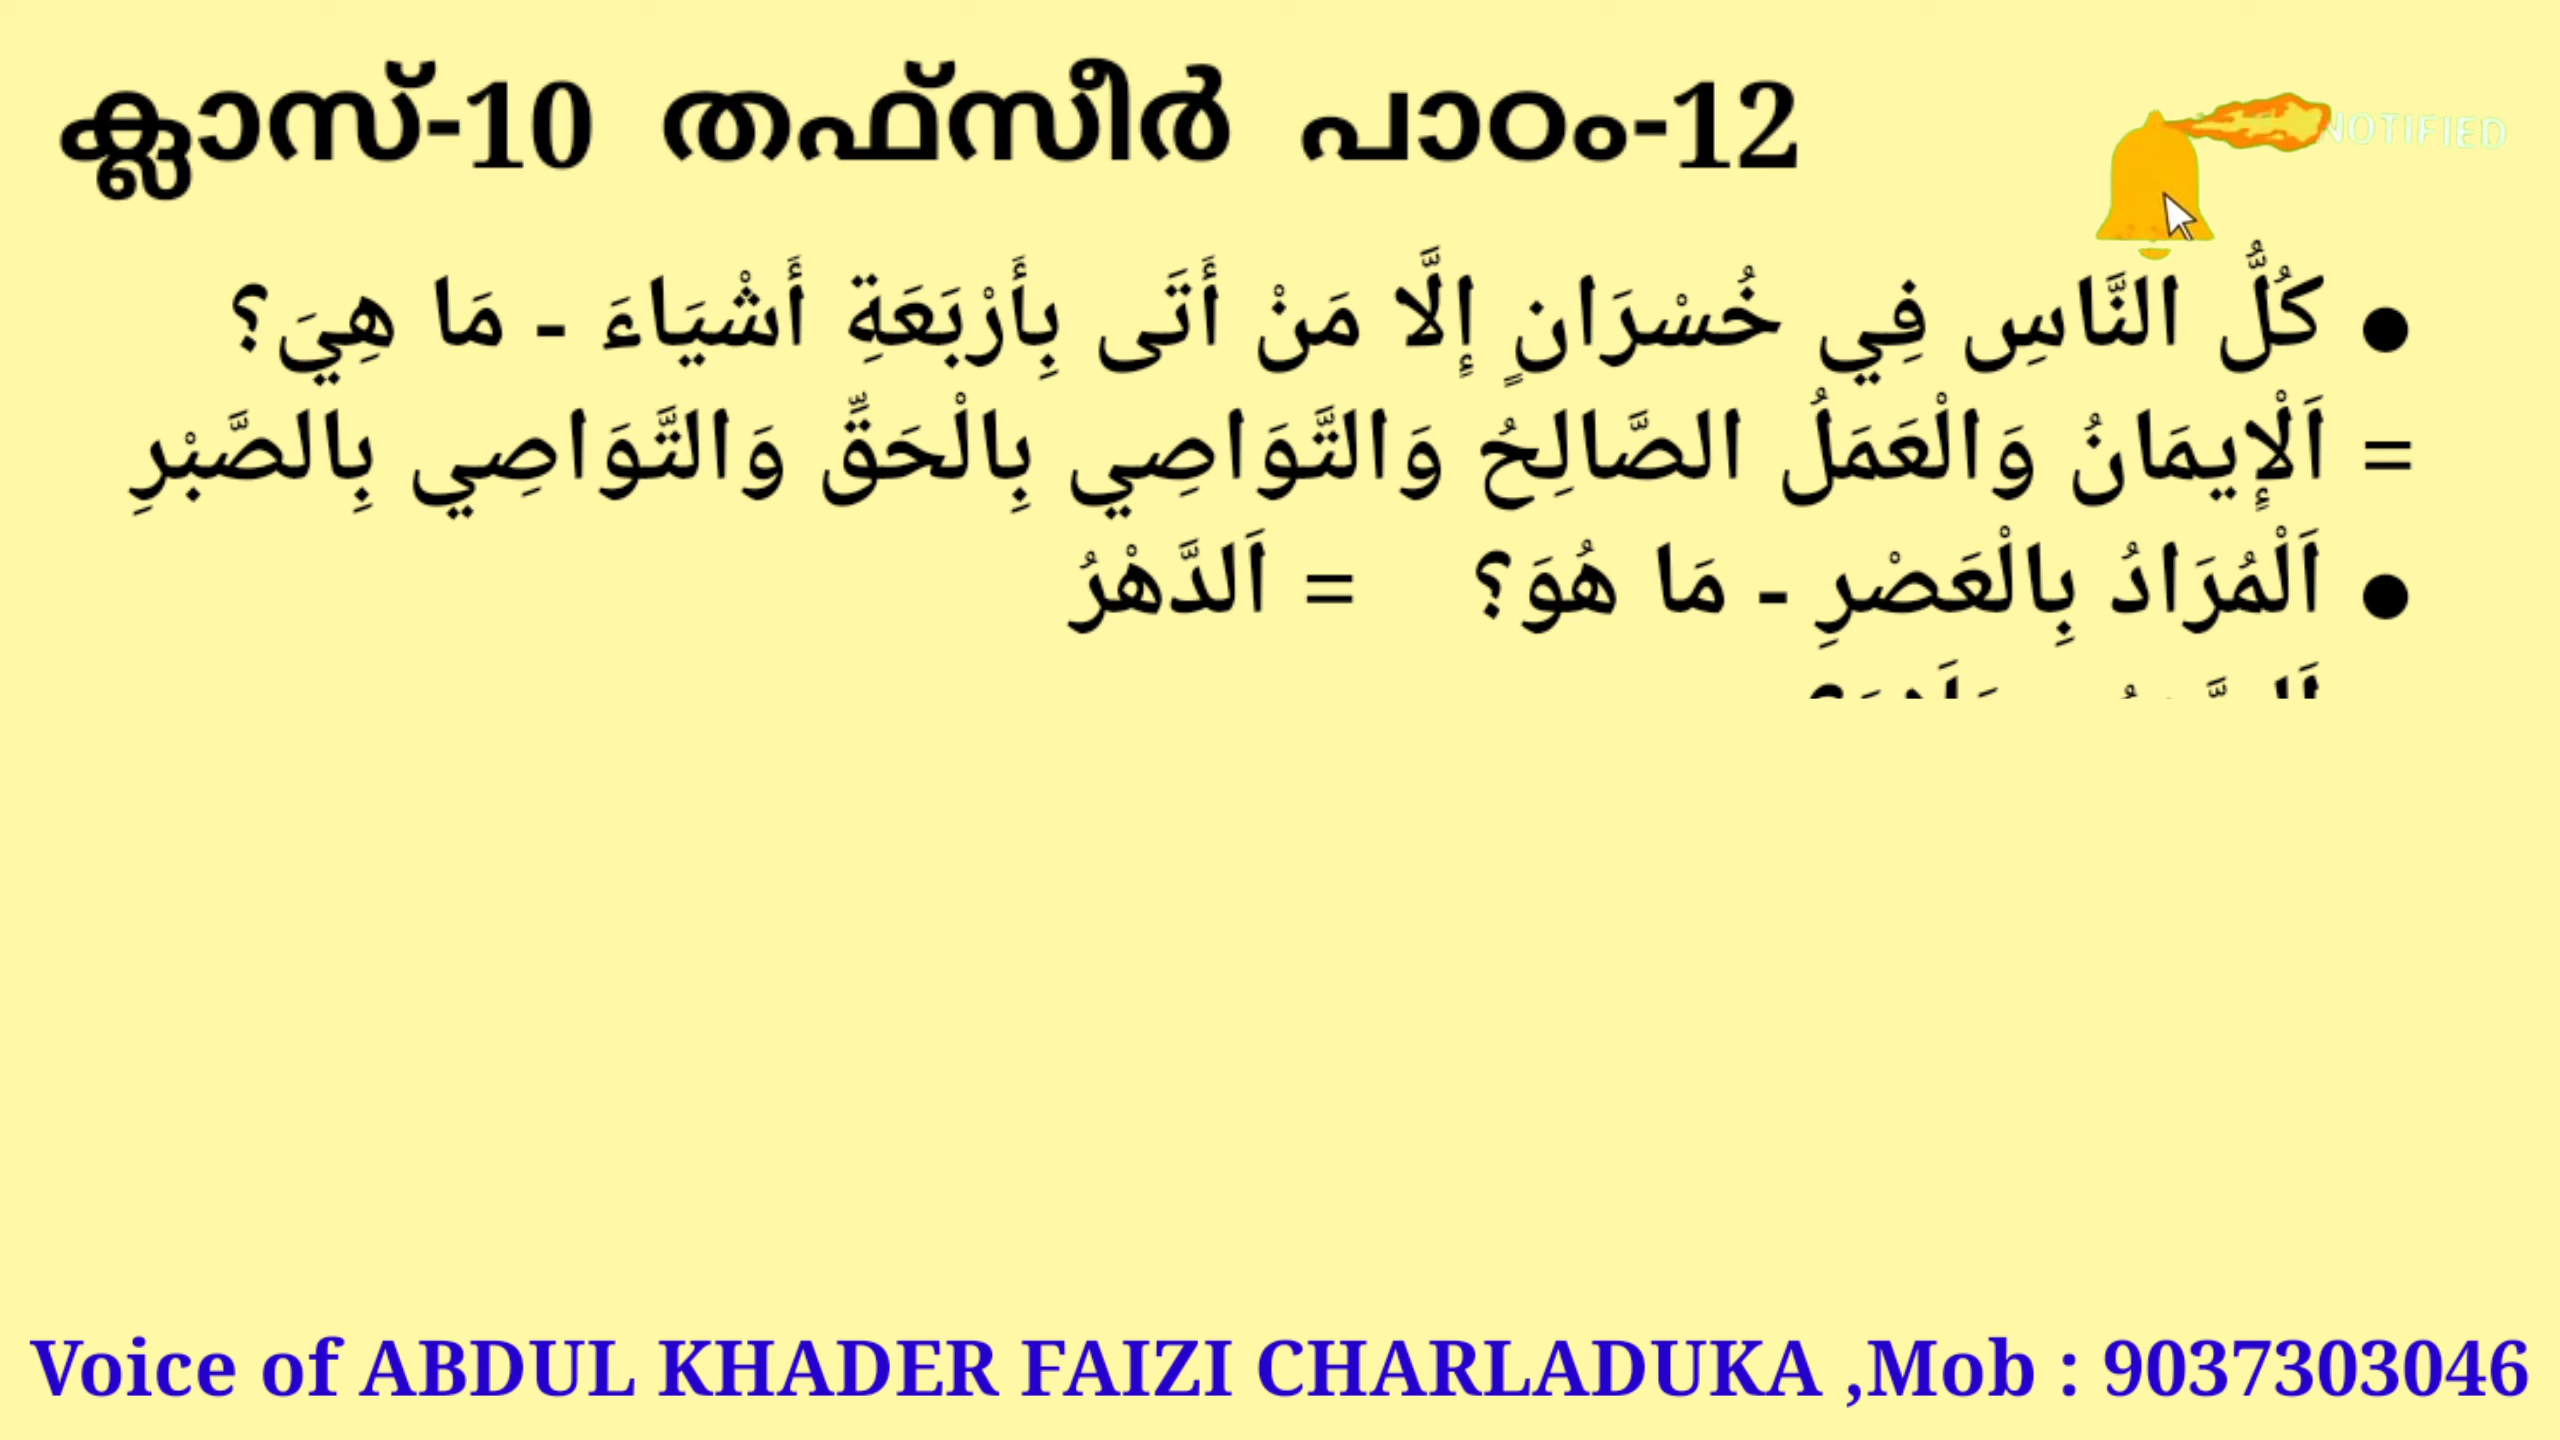 ക്ലാസ്-10 തഫ്സീർ പാഠം-12
NOTIFIED
● كُلُّ النَّاسِ فِي خُسْرَانٍ إِلَّا مَنْ أَتَى بِأَرْبَعَةِ أَشْيَاءَ - مَا هِيَ؟
= اَلْإِيمَانُ وَالْعَمَلُ الصَّالِحُ وَالتَّوَاصِي بِالْحَقِّ وَالتَّوَاصِي بِالصَّبْرِ
● اَلْمُرَادُ بِالْعَصْرِ - مَا هُوَ؟ = اَلدَّهْرُ
Voice of ABDUL KHADER FAIZI CHARLADUKA ,Mob : 9037303046